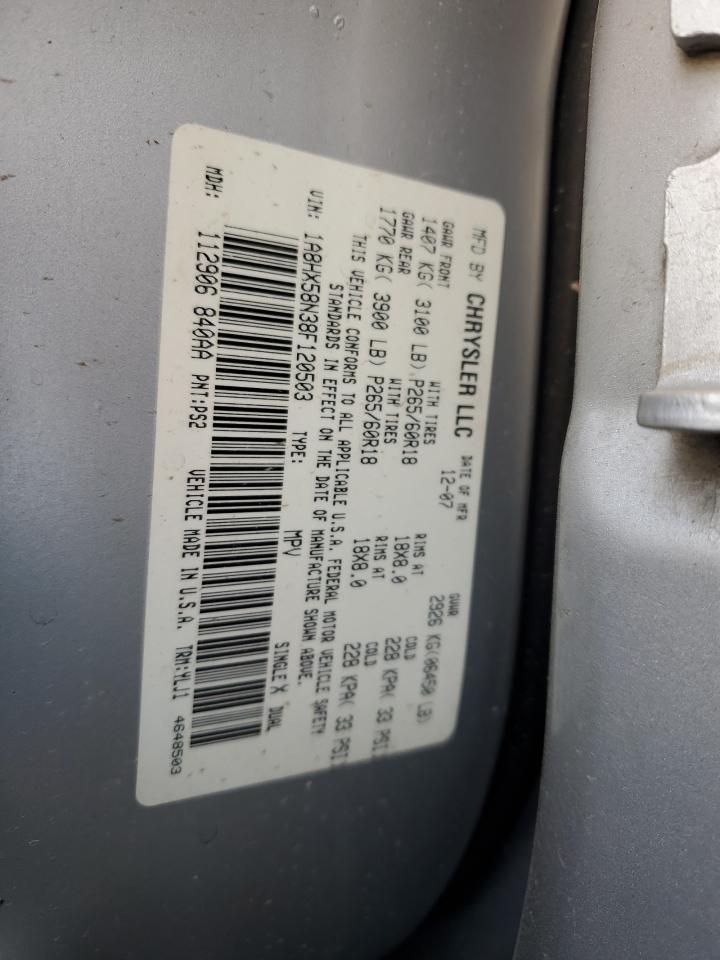 MFD BY CHRYSLER LLC DATE OF MFR GVWR
12-07 2926 KG(06450 LB)
GAWR FRONT WITH TIRES RIMS AT COLD
1407 KG( 3100 LB) P265/60R18 18X8.0 228 KPA( 33 PSI
GAWR REAR WITH TIRES RIMS AT COLD
1770 KG( 3900 LB) P265/60R18 18X8.0 228 KPA( 33 PSI
THIS VEHICLE CONFORMS TO ALL APPLICABLE U.S.A. FEDERAL MOTOR VEHICLE SAFETY
STANDARDS IN EFFECT ON THE DATE OF MANUFACTURE SHOWN ABOVE.
VIN: 1A8HX58N38F120503 TYPE: MPV SINGLE X DUAL
MDH: 112906 840AA PNT:PS2 VEHICLE MADE IN U.S.A. TRM:YLJ1 4648503